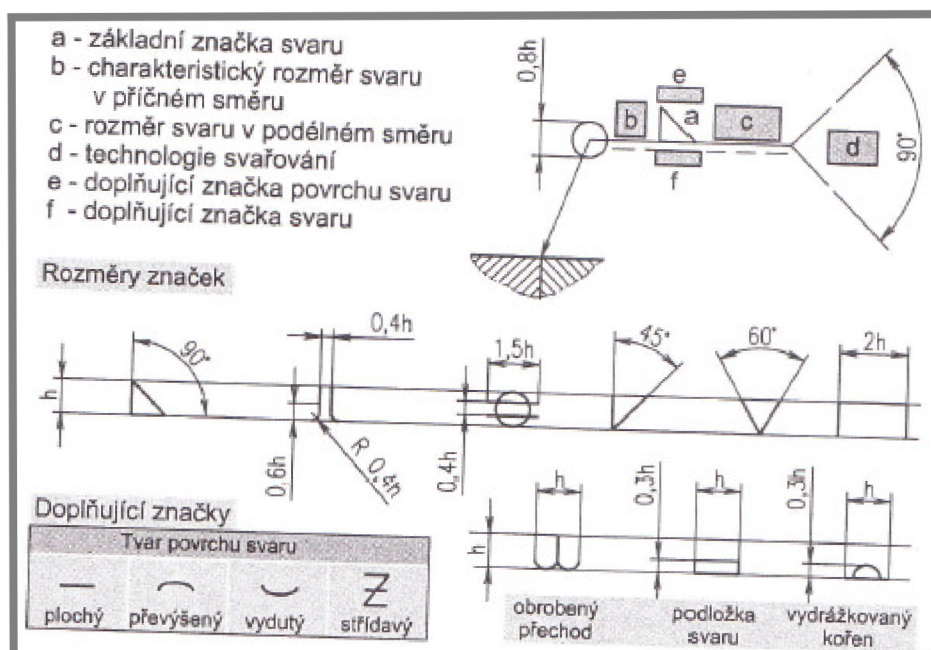 a - základní značka svaru
b - charakteristický rozměr svaru
v příčném směru
c - rozměr svaru v podélném směru
d - technologie svařování
e - doplňující značka povrchu svaru
f - doplňující značka svaru
0,8h
e
b
a
c
d
f
90°
Rozměry značek
h
90°
0,4h
0,6h
R 0,4h
1,5h
0,4h
45°
60°
2h
h
h
0,3h
h
0,3h
h
Doplňující značky
Tvar povrchu svaru
plochý
převýšený
vydutý
Z
střídavý
obrobený
přechod
podložka
svaru
vydrážkovaný
kořen